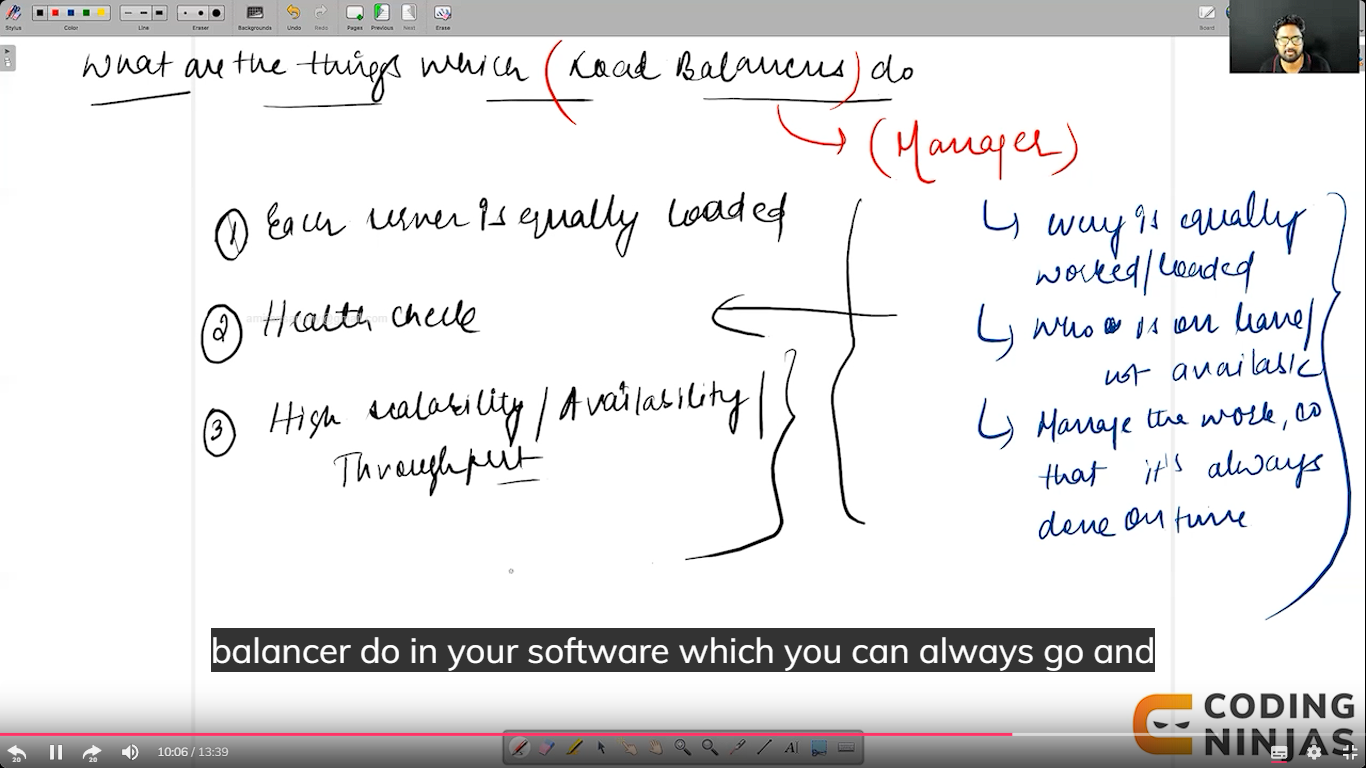 Stylus
Color
Line
Eraser
Backgrounds
Undo
Redo
Pages
Previous
Next
Erase
Board
What are the things which (Load Balancers) do
(Manager)
① Each server is equally loaded
② Health check
③ High scalability / Availability /
Throughput
↳ way is equally
worked/loaded
↳ who is on leave/
not available
↳ Manage the work, so
that it's always
done on time
balancer do in your software which you can always go and
CODING
NINJAS
20
20
10:06 / 13:39